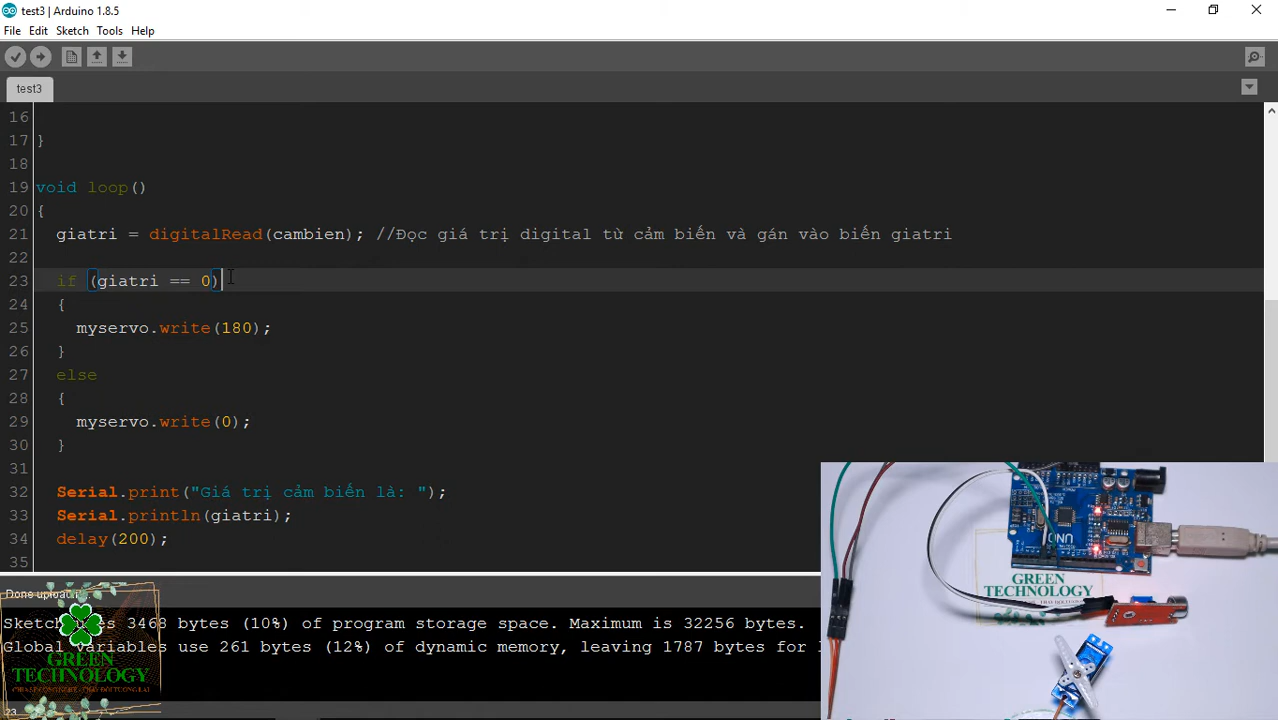 test3 | Arduino 1.8.5
File Edit Sketch Tools Help
test3
16
17 }
18
19 void loop()
20 {
21 giatri = digitalRead(cambien); //Đọc giá trị digital từ cảm biến và gán vào biến giatri
22
23 if (giatri == 0)
24 {
25 myservo.write(180);
26 }
27 else
28 {
29 myservo.write(0);
30 }
31
32 Serial.print("Giá trị cảm biến là: ");
33 Serial.println(giatri);
34 delay(200);
35
Done uploading.
Sketch 3468 bytes (10%) of program storage space. Maximum is 32256 bytes.
Global variables use 261 bytes (12%) of dynamic memory, leaving 1787 bytes for
GREEN
TECHNOLOGY
23
UNO
GREEN
TECHNOLOGY